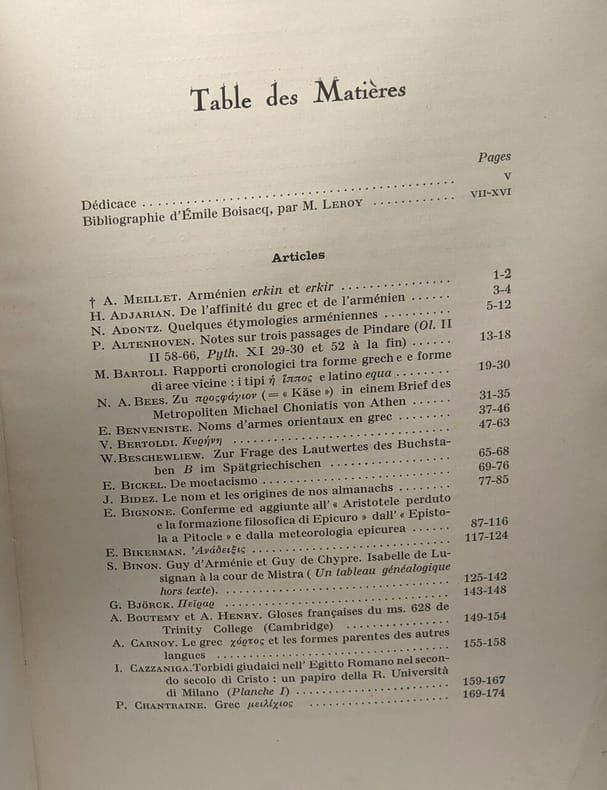 Table des Matières
Pages
Dédicace . . . . . . . . . . . . . . . . . . . . . . . . . . . . . . . . . . . . . . . . . . V
Bibliographie d'Émile Boisacq, par M. LEROY . . . . . . . . . . . . VII-XVI
Articles
† A. MEILLET. Arménien erkin et erkir . . . . . . . . . . . . . . . 1-2
H. ADJARIAN. De l'affinité du grec et de l'arménien . . . . . . 3-4
N. ADONTZ. Quelques étymologies arméniennes . . . . . . . . . . 5-12
P. ALTENHOVEN. Notes sur trois passages de Pindare (Ol. II
II 58-66, Pyth. XI 29-30 et 52 à la fin) . . . . . . 13-18
M. BARTOLI. Rapporti cronologici tra forme greche e forme
di aree vicine : i tipi ἡ ἵππος e latino equa . . . . . . . . 19-30
N. A. BEES. Zu προσφάγιον (= « Käse ») in einem Brief des
Metropoliten Michael Choniatis von Athen . . . . . . 31-35
E. BENVENISTE. Noms d'armes orientaux en grec . . . . . . . . 37-46
V. BERTOLDI. Κυρήνη . . . . . . . . . . . . . . . . . . . . . . . . . . . . 47-63
W. BESCHEWLIEW. Zur Frage des Lautwertes des Buchsta-
ben B im Spätgriechischen . . . . . . . . . . . . . . . . . 65-68
E. BICKEL. De moetacismo . . . . . . . . . . . . . . . . . . . . . . . . 69-76
J. BIDEZ. Le nom et les origines de nos almanachs . . . . . . . . 77-85
E. BIGNONE. Conferme ed aggiunte all' « Aristotele perduto
e la formazione filosofica di Epicuro » dall' « Episto-
la a Pitocle » e dalla meteorologia epicurea . . . . . . 87-116
E. BIKERMAN. Ἀνάδειξις . . . . . . . . . . . . . . . . . . . . . . . . . . 117-124
S. BINON. Guy d'Arménie et Guy de Chypre. Isabelle de Lu-
signan à la cour de Mistra ( Un tableau généalogique
hors texte). . . . . . . . . . . . . . . . . . . . . . . . . . . . . . . . 125-142
G. BJÖRCK. Πεῖραρ . . . . . . . . . . . . . . . . . . . . . . . . . . . . . . 143-148
A. BOUTEMY et A. HENRY. Gloses françaises du ms. 628 de
Trinity College (Cambridge) . . . . . . . . . . . . . . . 149-154
A. CARNOY. Le grec χόρτος et les formes parentes des autres
langues . . . . . . . . . . . . . . . . . . . . . . . . . . . . . . . . . . 155-158
I. CAZZANIGA. Torbidi giudaici nell' Egitto Romano nel secon-
do secolo di Cristo : un papiro della R. Università
di Milano (Planche I) . . . . . . . . . . . . . . . . . . . . . . 159-167
P. CHANTRAINE. Grec μειλίχιος . . . . . . . . . . . . . . . . . . . . . 169-174